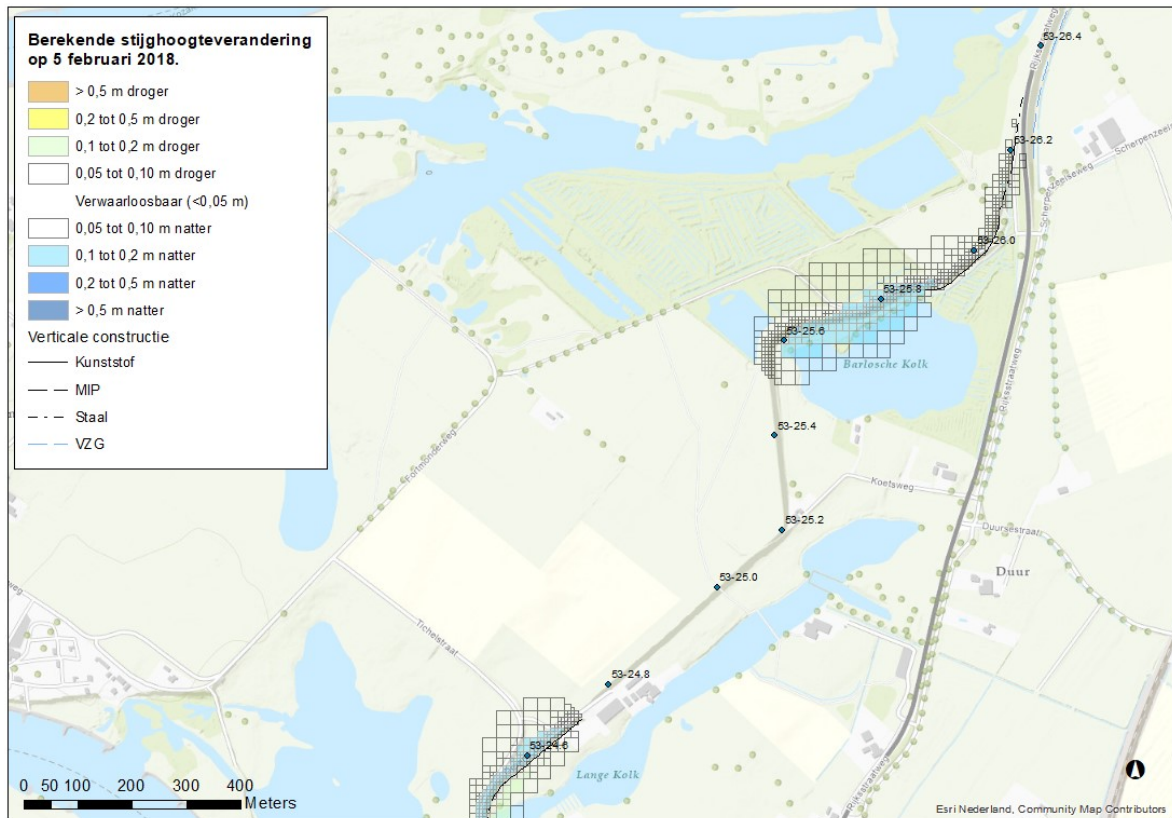 Berekende stijghoogteverandering
op 5 februari 2018.
> 0,5 m droger
0,2 tot 0,5 m droger
0,1 tot 0,2 m droger
0,05 tot 0,10 m droger
Verwaarloosbaar (<0,05 m)
0,05 tot 0,10 m natter
0,1 tot 0,2 m natter
0,2 tot 0,5 m natter
> 0,5 m natter
Verticale constructie
Kunststof
MIP
Staal
VZG
Rijksstraatweg
53-26.4
53-26.2
Scherpenzeelseweg
Scherpenzeelseweg
53-26.0
53-25.8
53-25.6
Barlosche Kolk
Rijksstraatweg
53-25.4
Fortmonderweg
Koetsweg
53-25.2
Duursestraat
Duur
53-25.0
Tichelstraat
53-24.8
53-24.6
Lange Kolk
Rijksstraatweg
0 50 100 200 300 400
Meters
Esri Nederland, Community Map Contributors